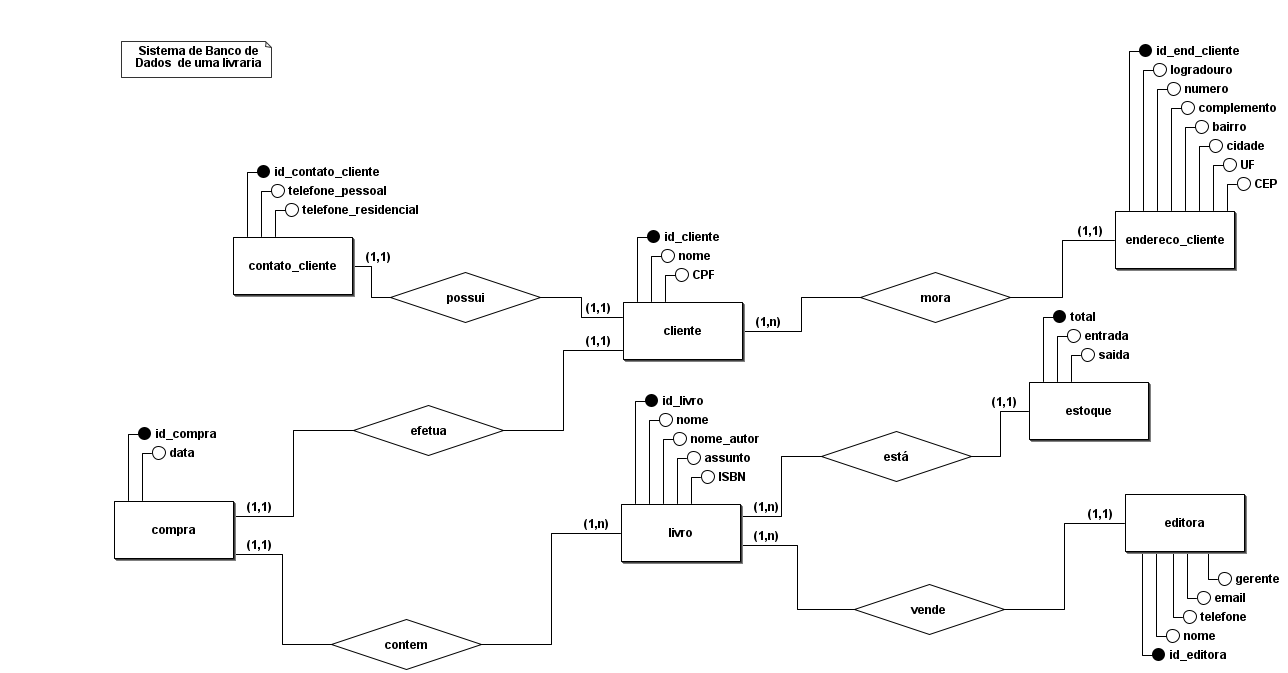 Sistema de Banco de
Dados de uma livraria
id_end_cliente
logradouro
numero
complemento
bairro
cidade
UF
CEP
endereco_cliente
(1,1)
id_contato_cliente
telefone_pessoal
telefone_residencial
contato_cliente
(1,1)
possui
(1,1)
id_cliente
nome
CPF
cliente
(1,n)
mora
(1,1)
efetua
id_compra
data
compra
(1,1)
(1,1)
contem
(1,n)
id_livro
nome
nome_autor
assunto
ISBN
livro
(1,n)
(1,n)
está
(1,1)
total
entrada
saida
estoque
vende
(1,1)
editora
gerente
email
telefone
nome
id_editora